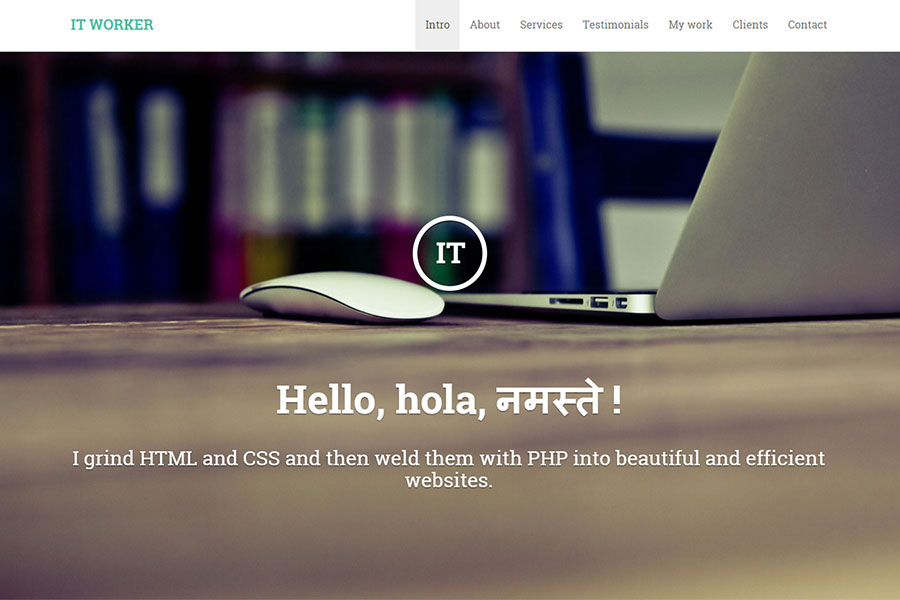 IT WORKER
Intro
About
Services
Testimonials
My work
Clients
Contact
IT
Hello, hola, नमस्ते !
I grind HTML and CSS and then weld them with PHP into beautiful and efficient
websites.